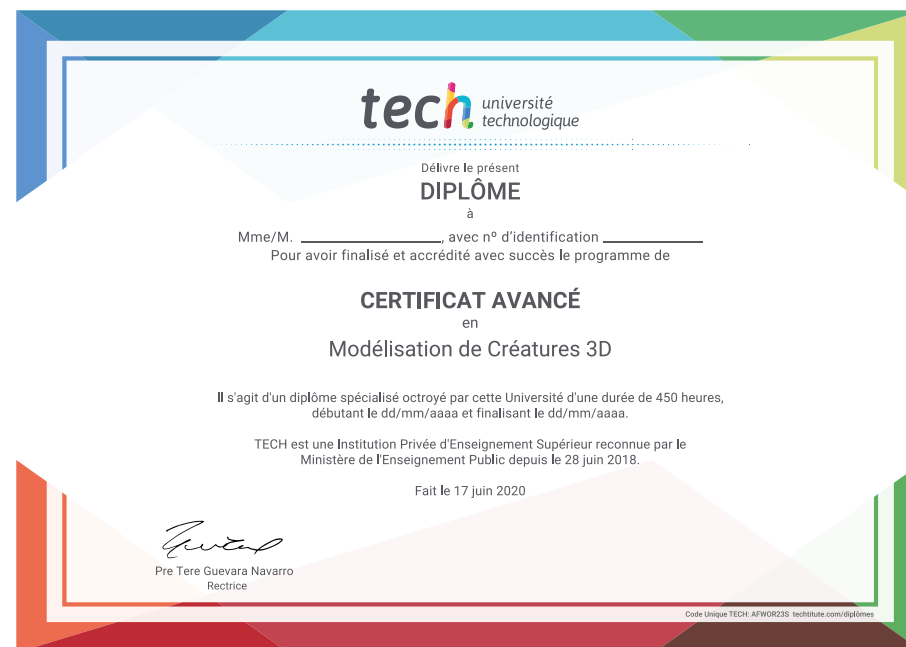 tech université
technologique
Délivre le présent
DIPLÔME
à
Mme/M. ____________________, avec nº d'identification ______________
Pour avoir finalisé et accrédité avec succès le programme de
CERTIFICAT AVANCÉ
en
Modélisation de Créatures 3D
Il s'agit d'un diplôme spécialisé octroyé par cette Université d'une durée de 450 heures,
débutant le dd/mm/aaaa et finalisant le dd/mm/aaaa.
TECH est une Institution Privée d'Enseignement Supérieur reconnue par le
Ministère de l'Enseignement Public depuis le 28 juin 2018.
Fait le 17 juin 2020
Pre Tere Guevara Navarro
Rectrice
Code Unique TECH: AFWOR23S techtitute.com/diplômes